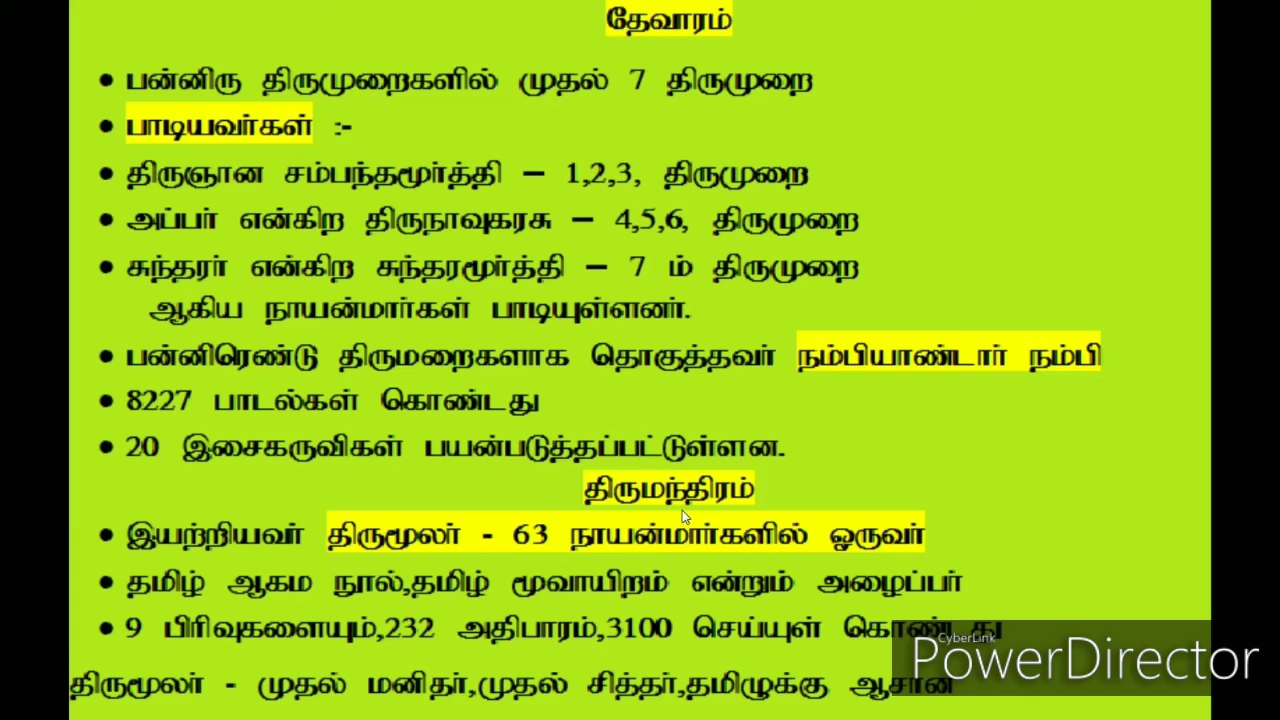 தேவாரம்
• பன்னிரு திருமுறைகளில் முதல் 7 திருமுறை
• பாடியவர்கள் :-
• திருஞான சம்பந்தமூர்த்தி – 1,2,3, திருமுறை
• அப்பர் என்கிற திருநாவுகரசு – 4,5,6, திருமுறை
• சுந்தரர் என்கிற சுந்தரமூர்த்தி – 7 ம் திருமுறை
ஆகிய நாயன்மார்கள் பாடியுள்ளனர்.
• பன்னிரெண்டு திருமறைகளாக தொகுத்தவர் நம்பியாண்டார் நம்பி
• 8227 பாடல்கள் கொண்டது
• 20 இசைகருவிகள் பயன்படுத்தப்பட்டுள்ளன.
திருமந்திரம்
• இயற்றியவர் திருமூலர் - 63 நாயன்மார்களில் ஒருவர்
• தமிழ் ஆகம நூல்,தமிழ் மூவாயிறம் என்றும் அழைப்பர்
• 9 பிரிவுகளையும்,232 அதிபாரம்,3100 செய்யுள் கொண்டது
CyberLink
PowerDirector
திருமூலர் - முதல் மனிதர்,முதல் சித்தர்,தமிழுக்கு ஆசான்